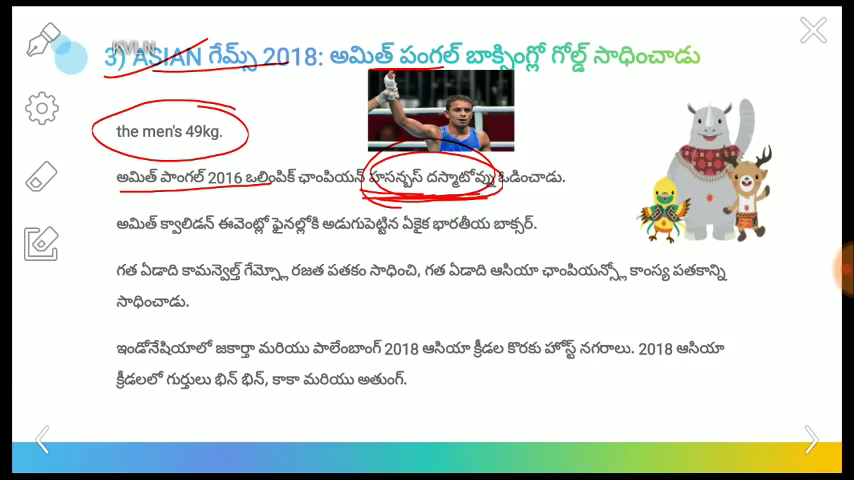 KVLN
3) ASIAN గేమ్స్ 2018: అమిత్ పంగల్ బాక్సింగ్లో గోల్డ్ సాధించాడు
the men's 49kg.
అమిత్ పాంగల్ 2016 ఒలింపిక్ ఛాంపియన్ హసన్బస్ దస్మాటోవ్ను ఓడించాడు.
అమిత్ క్వాలిడన్ ఈవెంట్లో ఫైనల్లోకి అడుగుపెట్టిన ఏకైక భారతీయ బాక్సర్.
గత ఏడాది కామన్వెల్త్ గేమ్స్లో రజత పతకం సాధించి, గత ఏడాది ఆసియా ఛాంపియన్స్లో కాంస్య పతకాన్ని
సాధించాడు.
ఇండోనేషియాలో జకార్తా మరియు పాలేంబాంగ్ 2018 ఆసియా క్రీడల కొరకు హోస్ట్ నగరాలు. 2018 ఆసియా
క్రీడలలో గుర్తులు భిన్ భిన్, కాకా మరియు అతుంగ్.